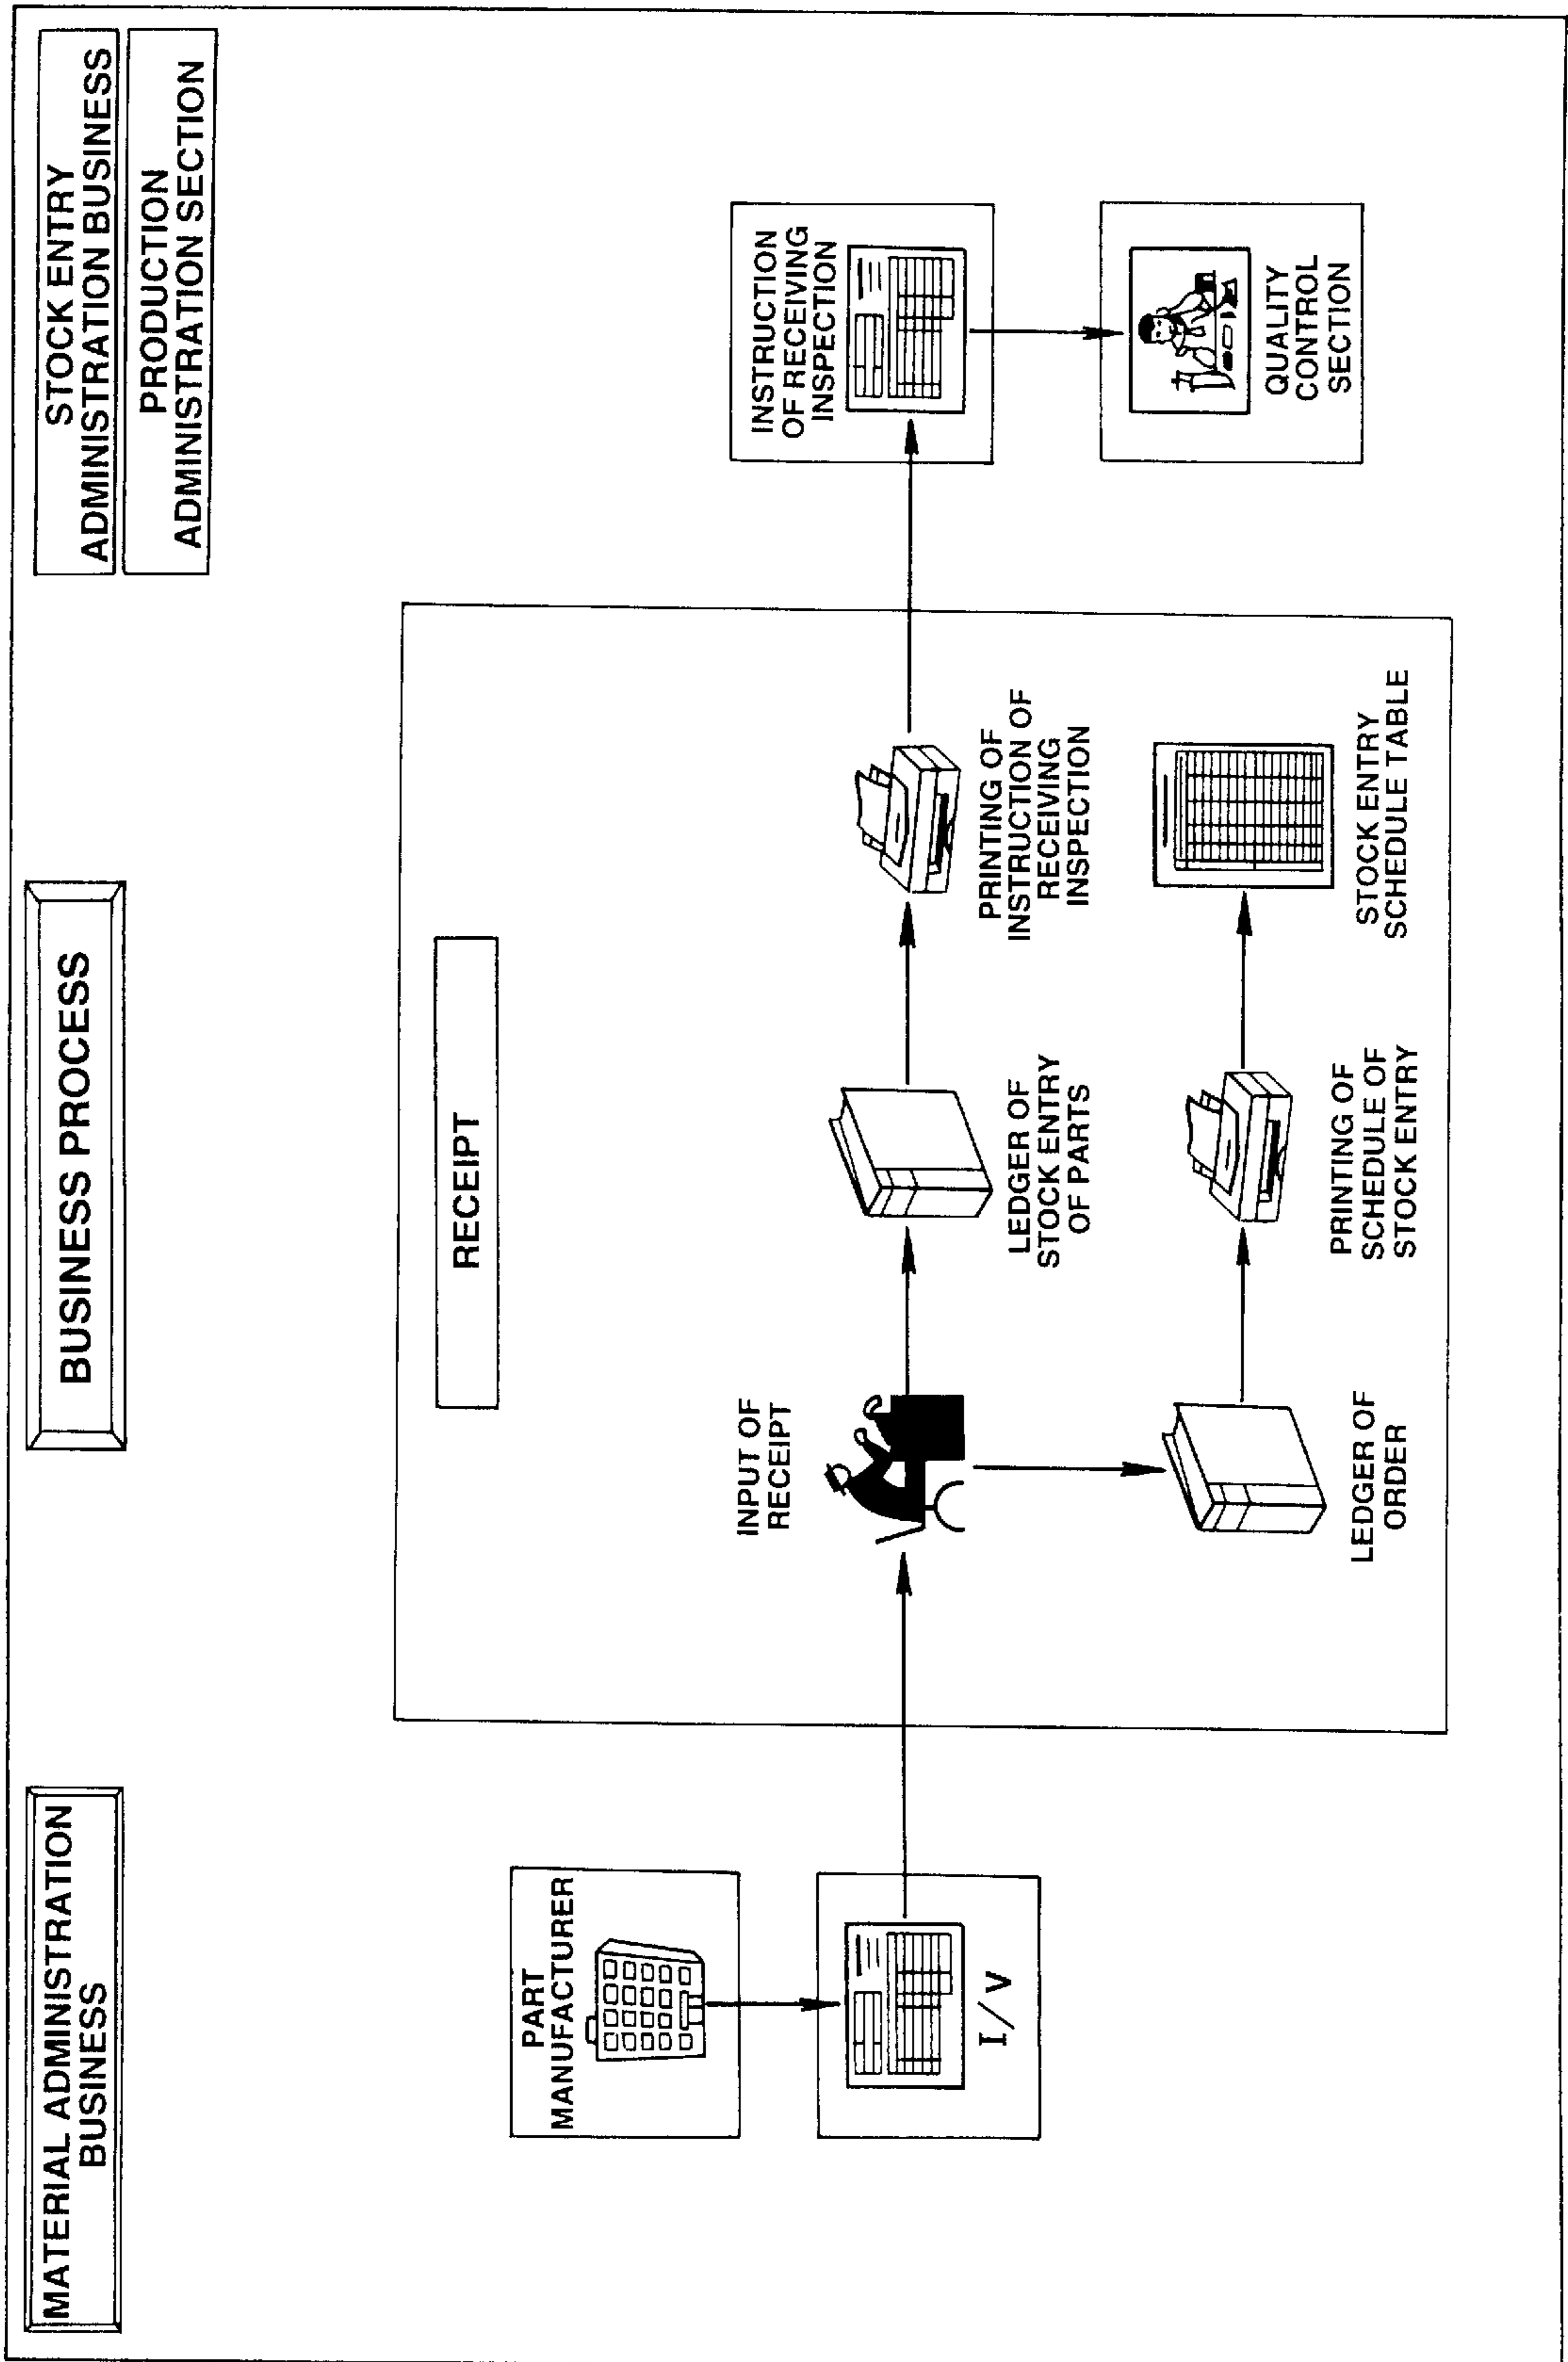 MATERIAL ADMINISTRATION
BUSINESS
BUSINESS PROCESS
STOCK ENTRY
ADMINISTRATION BUSINESS
PRODUCTION
ADMINISTRATION SECTION
PART
MANUFACTURER
I/V
RECEIPT
INPUT OF
RECEIPT
LEDGER OF
STOCK ENTRY
OF PARTS
PRINTING OF
INSTRUCTION OF
RECEIVING
INSPECTION
LEDGER OF
ORDER
PRINTING OF
SCHEDULE OF
STOCK ENTRY
STOCK ENTRY
SCHEDULE TABLE
INSTRUCTION
OF RECEIVING
INSPECTION
QUALITY
CONTROL
SECTION